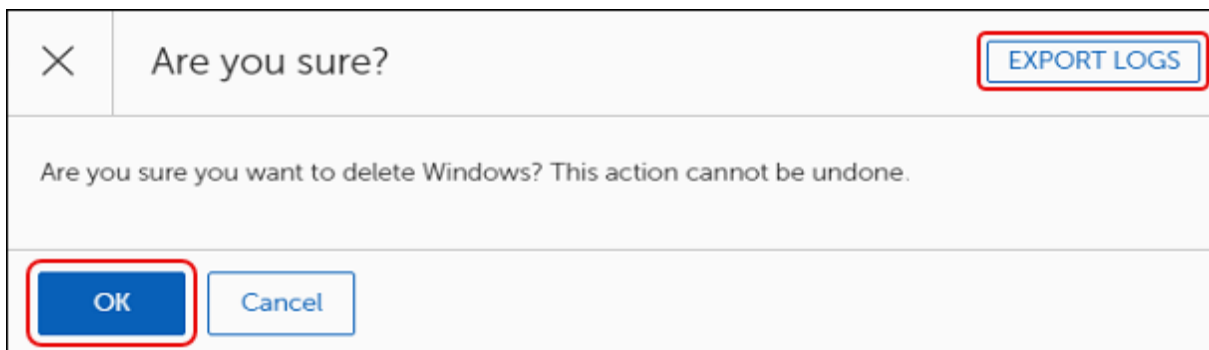 Are you sure?
EXPORT LOGS
Are you sure you want to delete Windows? This action cannot be undone.
OK
Cancel